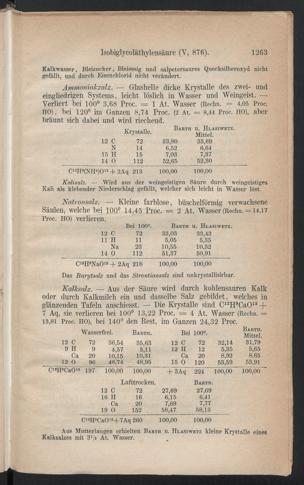 Isobiglyoläthylensäure (V, 876). 1263
Kalkwasser, Bleizucker, Bleiessig und salpetersaures Quecksilberoxyd nicht
gefällt, und durch Eisenchlorid nicht verändert.
Ammoniaksalz. — Glashelle dicke Krystalle des zwei- und
eingliedrigen Systems, leicht löslich in Wasser und Weingeist. —
Verliert bei 100° 3,68 Proc. = 1 At. Wasser (Rechn. = 4,05 Proc.
HO), bei 120° im Ganzen 8,74 Proc. (2 At. = 8,44 Proc. HO), aber
bräunt sich dabei und wird riechend.
Krystalle. Barth u. Hlasiwetz.
Mittel.
12 C 72 33,80 33,69
N 14 6,52 6,64
15 H 15 7,03 7,37
14 O 112 52,65 52,30
C¹²H⁹(NH⁴)O¹² + 2Aq 213 100,00 100,00
Kalisalz. — Wird aus der weingeistigen Säure durch weingeistiges
Kali als klebender Niederschlag gefällt, welcher sich leicht in Wasser löst.
Natronsalz. — Kleine farblose, büschelförmig verwachsene
Säulen, welche bei 100° 14,45 Proc. = 2 At. Wasser (Rechn. = 14,17
Proc. HO) verlieren.
Bei 100°. Barth u. Hlasiwetz.
12 C 72 33,03 33,43
11 H 11 5,05 5,35
Na 23 10,55 10,32
14 O 112 51,37 50,91
C¹²H⁹NaO¹² + 2Aq 218 100,00 100,00
Das Barytsalz und das Strontiansalz sind unkrystallisirbar.
Kalksalz. — Aus der Säure wird durch kohlensauren Kalk
oder durch Kalkmilch ein und dasselbe Salz gebildet, welches in
glänzenden Tafeln anschiesst. — Die Krystalle sind C¹²H⁹CaO¹² +
7 Aq, sie verlieren bei 100° 13,22 Proc. = 4 At. Wasser (Rechn. =
13,81 Proc. HO), bei 140° den Rest, im Ganzen 24,32 Proc.
Wasserfrei. Barth. Bei 100°. Barth. Mittel.
12 C 72 36,54 35,63 12 C 72 32,14 31,79
9 H 9 4,57 5,11 12 H 12 5,35 5,65
Ca 20 10,15 10,31 Ca 20 8,92 8,65
12 O 96 48,74 48,95 15 O 120 53,59 53,91
C¹²H⁹CaO¹² 197 100,00 100,00 + 3Aq 224 100,00 100,00
Lufttrocken. Barth.
12 C 72 27,69 27,69
16 H 16 6,15 6,41
Ca 20 7,69 7,77
19 O 152 58,47 58,13
C¹²H⁹CaO¹² + 7Aq 260 100,00 100,00
Aus Mutterlaugen erhielten Barth u. Hlasiwetz kleine Krystalle eines
Kalksalzes mit 3½ At. Wasser.